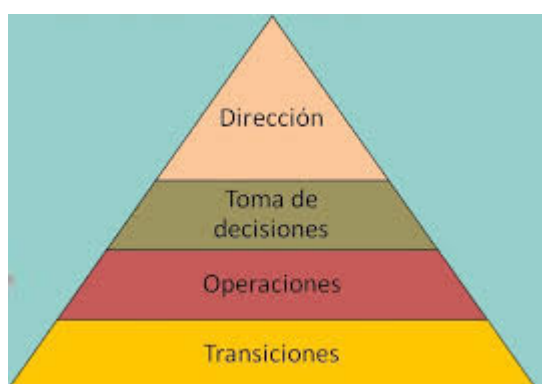 Dirección
Toma de
decisiones
Operaciones
Transiciones